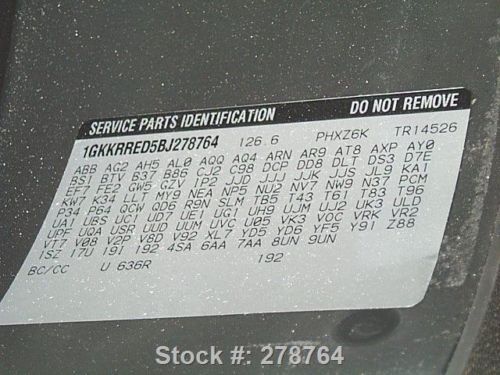 SERVICE PARTS IDENTIFICATION DO NOT REMOVE
1GKKRRED5BJ278764 126.6 PHXZ6K TR14526
ABB AG2 AH5 AL0 AQQ AQ4 ARN AR9 AT8 AXP AY0
BS1 BTV B37 B86 CJ2 C98 DCP DD8 DLT DS3 D7E
EF7 FE2 GW5 GZV IP2 JJD JJJ JJK JJS JL9 KA1
KW7 K34 LLT MY9 NEA NP5 NU2 NV7 NW9 N37 PCM
P34 P64 QCW QD6 R9N SLM TB5 T43 T61 T83 T96
UA1 UBS UC1 UD7 UE1 UG1 UH9 UJM UJ2 UK3 ULD
UPF UQA USR UUD UUM UVC U05 VK3 VOC VRK VR2
VT7 V08 V2P V8D V92 XL7 YD5 YD6 YF5 Y91 Z88
1SZ 17U 19I 192 4SA 6AA 7AA 8UN 9UN
BC/CC U 636R 192
Stock #: 278764